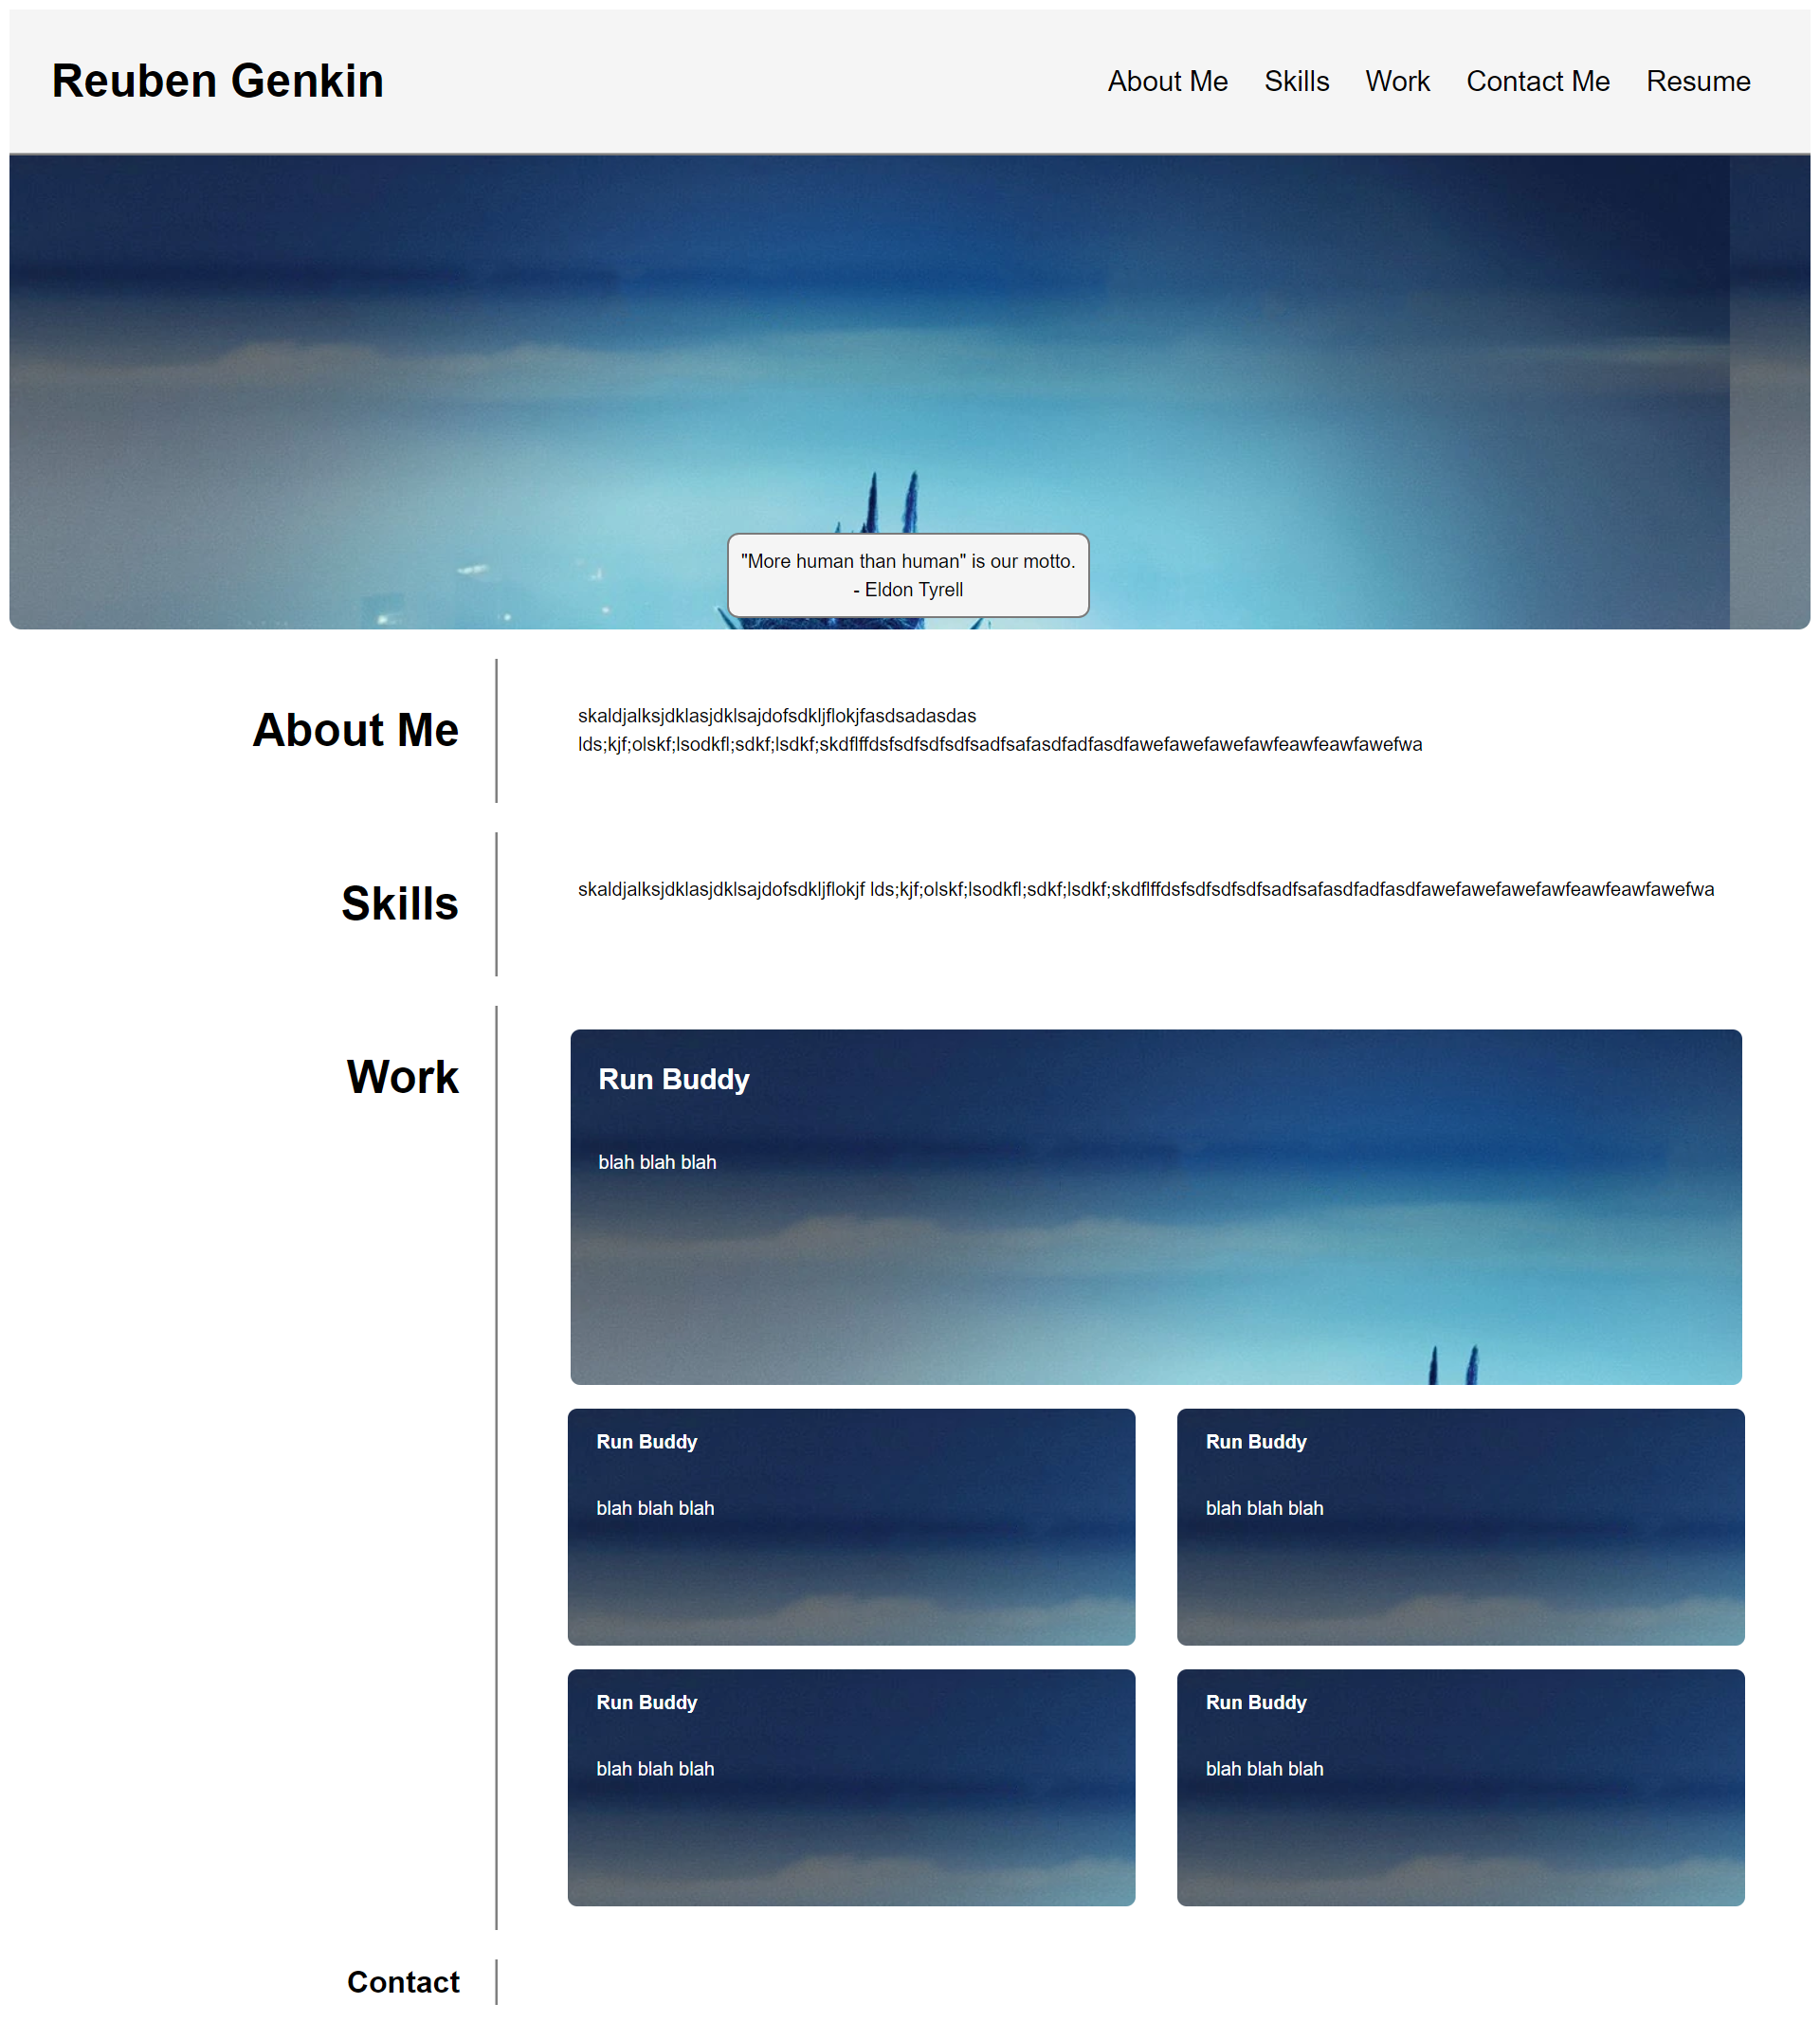 Reuben Genkin
About Me Skills Work Contact Me Resume
"More human than human" is our motto.
- Eldon Tyrell
About Me
skaldjalksjdklasjdklsajdofsdkljflokjfasdsadasdas
lds;kjf;olskf;lsodkfl;sdkf;lsdkf;skdflffdsfsdfsdfsdfsadfsafasdfadfasdfawefawefawefawfeawfeawfawefwa
Skills
skaldjalksjdklasjdklsajdofsdkljflokjf lds;kjf;olskf;lsodkfl;sdkf;lsdkf;skdflffdsfsdfsdfsdfsadfsafasdfadfasdfawefawefawefawfeawfeawfawefwa
Work
Run Buddy
blah blah blah
Run Buddy
blah blah blah
Run Buddy
blah blah blah
Run Buddy
blah blah blah
Run Buddy
blah blah blah
Contact